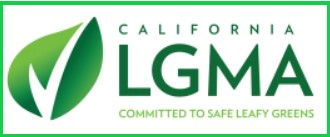 CALIFORNIA
LGMA
COMMITTED TO SAFE LEAFY GREENS